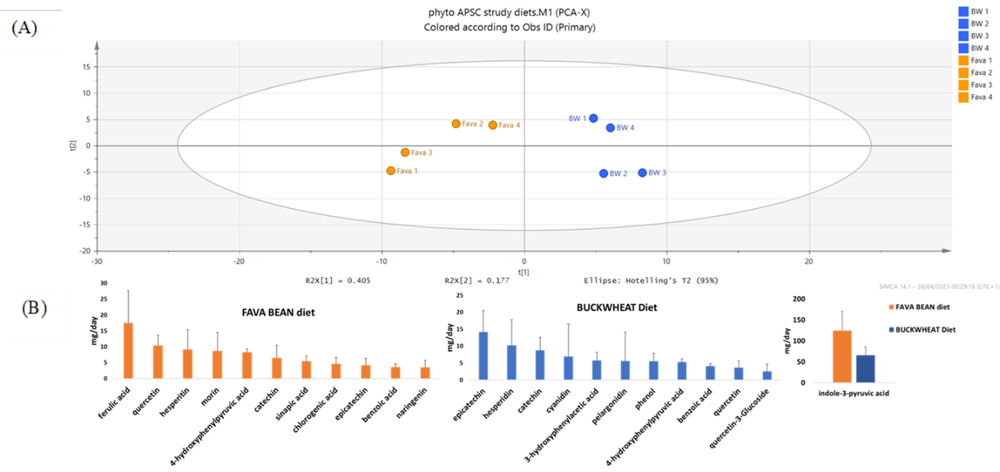 (A)
phyto APSC strudy diets.M1 (PCA-X)
Colored according to Obs ID (Primary)
BW 1
BW 2
BW 3
BW 4
Fava 1
Fava 2
Fava 3
Fava 4
15
10
5
0
-5
-10
-15
-20
t[2]
Fava 2
Fava 4
Fava 3
Fava 1
BW 1
BW 4
BW 2
BW 3
-30
-20
-10
0
10
20
t[1]
R2X[1] = 0.405
R2X[2] = 0.177
Ellipse: Hotelling's T2 (95%)
SIMCA 14.1 - 28/04/2023 00:29:18 (UTC+1)
(B)
FAVA BEAN diet
mg/day
30
25
20
15
10
5
0
ferulic acid
quercetin
hesperitin
morin
4-hydroxyphenylpyruvic acid
catechin
sinapic acid
chlorogenic acid
epicatechin
benzoic acid
naringenin
BUCKWHEAT Diet
mg/day
25
20
15
10
5
0
epicatechin
hesperidin
catechin
cyanidin
3-hydroxyphenylacetic acid
pelargonidin
phenol
4-hydroxyphenylpyruvic acid
benzoic acid
quercetin
quercetin-3-Glucoside
mg/day
200
150
100
50
0
indole-3-pyruvic acid
FAVA BEAN diet
BUCKWHEAT Diet